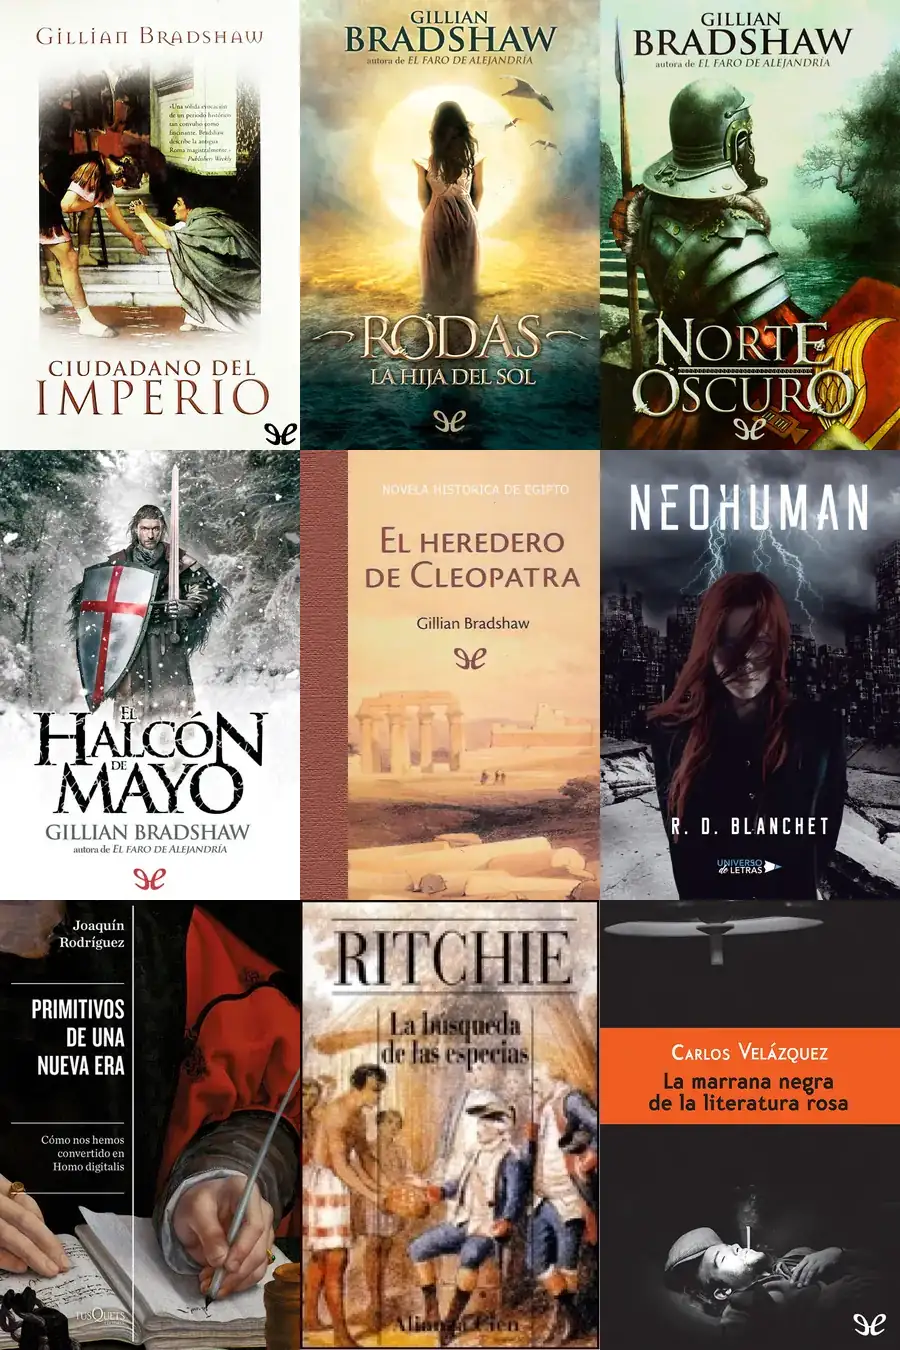 GILLIAN BRADSHAW
«Una sólida evocación
de un periodo histórico
tan convulso como
fascinante. Bradshaw
describe la antigua
Roma magistralmente.»
Publishers Weekly
CIUDADANO DEL
IMPERIO
GILLIAN
BRADSHAW
autora de EL FARO DE ALEJANDRÍA
RODAS
LA HIJA DEL SOL
GILLIAN
BRADSHAW
autora de EL FARO DE ALEJANDRÍA
NORTE
OSCURO
EL
HALCÓN
DE
MAYO
GILLIAN BRADSHAW
autora de EL FARO DE ALEJANDRÍA
NOVELA HISTÓRICA DE EGIPTO
EL HEREDERO
DE CLEOPATRA
Gillian Bradshaw
NEOHUMAN
R. D. BLANCHET
UNIVERSO
de LETRAS
Joaquín
Rodríguez
PRIMITIVOS
DE UNA
NUEVA ERA
Cómo nos hemos
convertido en
Homo digitalis
TUSQUETS
RITCHIE
La búsqueda
de las especias
Alianza Cien
CARLOS VELÁZQUEZ
La marrana negra
de la literatura rosa